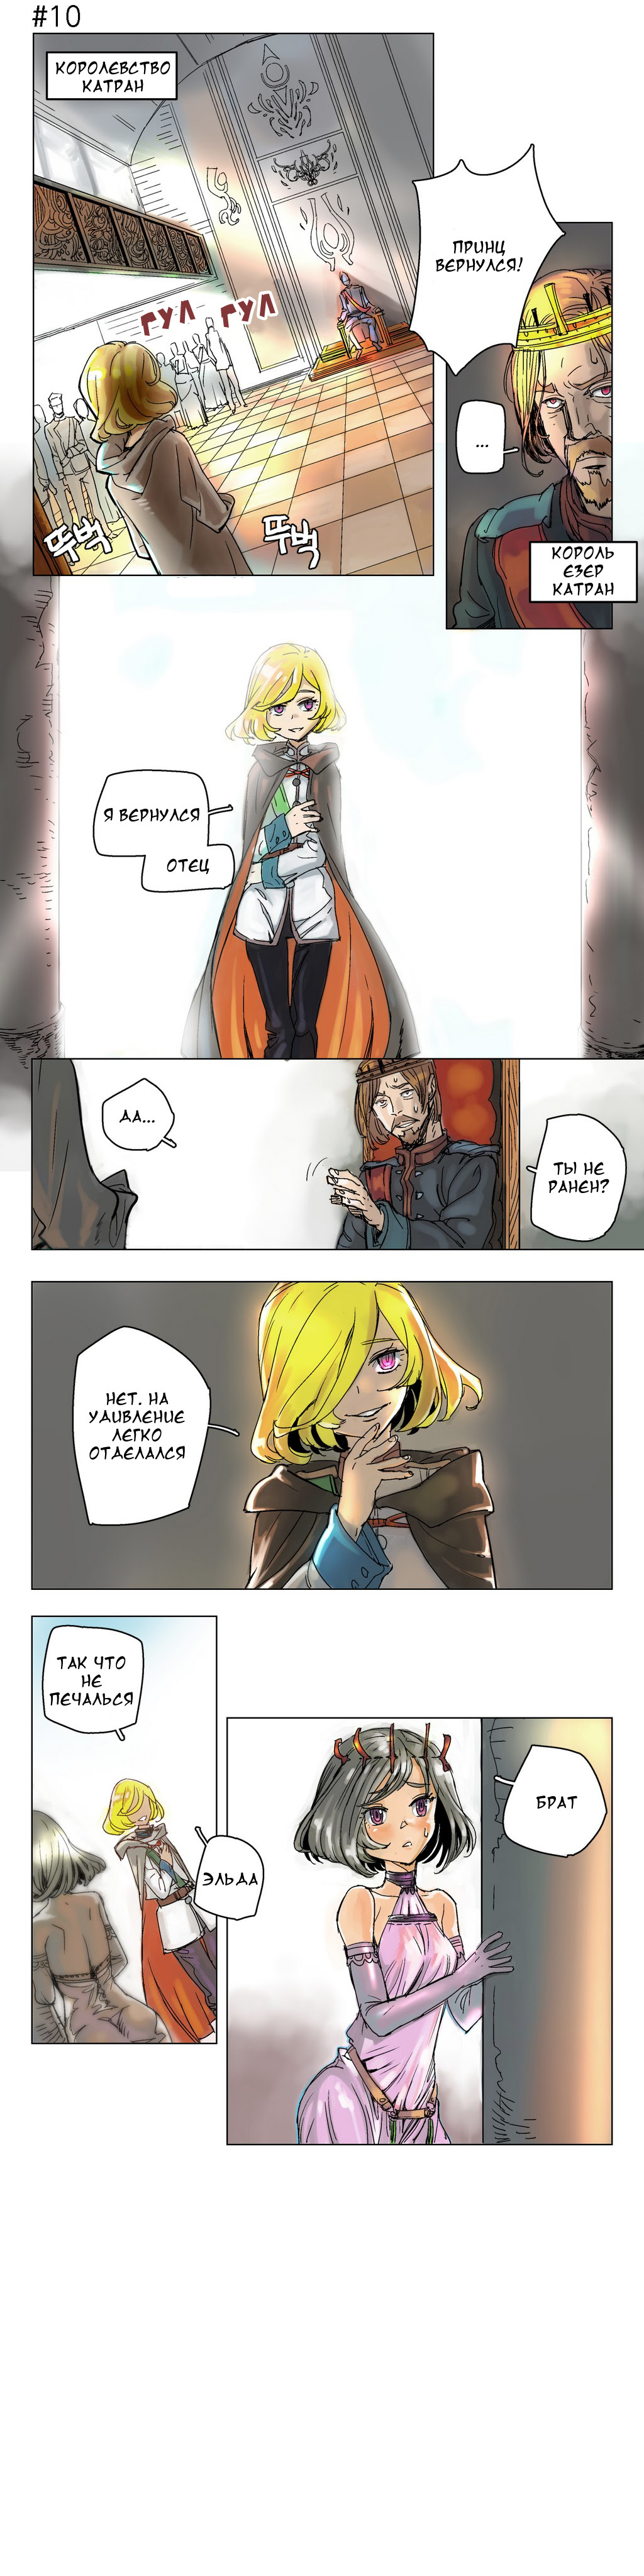 #10
КОРОЛЕВСТВО
КАТРАН
ПРИНЦ
ВЕРНУЛСЯ!
ГУЛ ГУЛ
...
뚜벅
뚜벅
КОРОЛЬ
ЕЗЕР
КАТРАН
Я ВЕРНУЛСЯ
ОТЕЦ
ДА...
ТЫ НЕ
РАНЕН?
НЕТ. НА
УДИВЛЕНИЕ
ЛЕГКО
ОТДЕЛАЛСЯ
ТАК ЧТО
НЕ
ПЕЧАЛЬСЯ
БРАТ
ЭЛЬДА